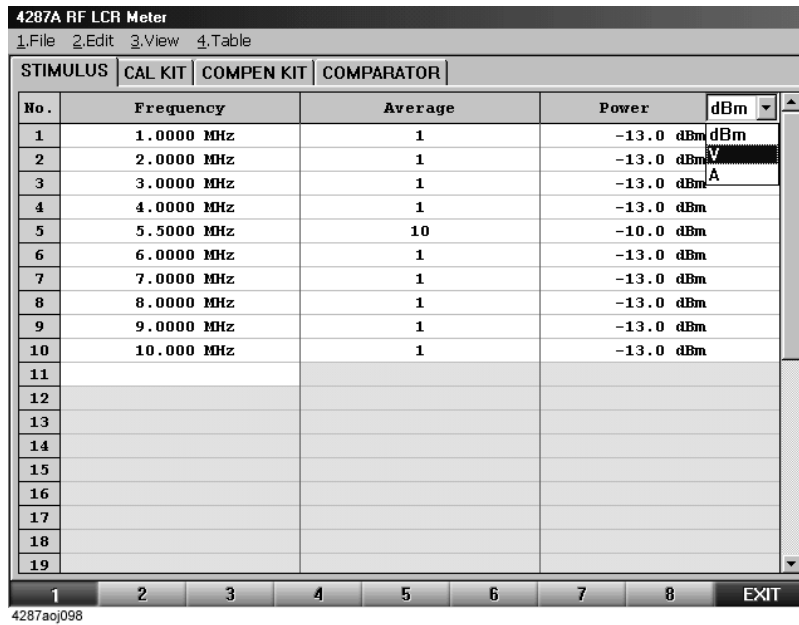 4287A RF LCR Meter
1.File 2.Edit 3.View 4.Table
STIMULUS CAL KIT COMPEN KIT COMPARATOR
No. Frequency Average Power dBm
1 1.0000 MHz 1 -13.0 dBm dBm
2 2.0000 MHz 1 -13.0 dBm V
3 3.0000 MHz 1 -13.0 dBm A
4 4.0000 MHz 1 -13.0 dBm
5 5.5000 MHz 10 -10.0 dBm
6 6.0000 MHz 1 -13.0 dBm
7 7.0000 MHz 1 -13.0 dBm
8 8.0000 MHz 1 -13.0 dBm
9 9.0000 MHz 1 -13.0 dBm
10 10.000 MHz 1 -13.0 dBm
11
12
13
14
15
16
17
18
19
1 2 3 4 5 6 7 8 EXIT
4287aoj098